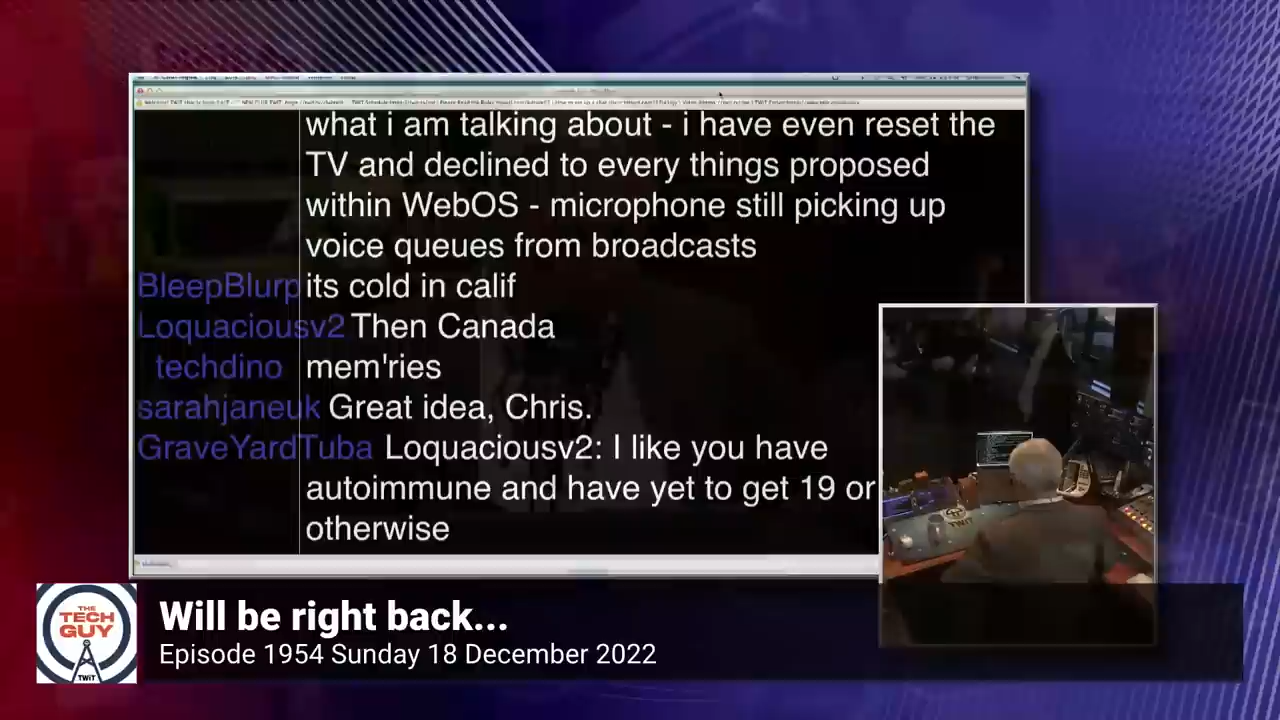 what i am talking about - i have even reset the
TV and declined to every things proposed
within WebOS - microphone still picking up
voice queues from broadcasts
BleepBlurp its cold in calif
Loquaciousv2 Then Canada
techdino mem'ries
sarahjaneuk Great idea, Chris.
GraveYardTuba Loquaciousv2: I like you have
autoimmune and have yet to get 19 or
otherwise
TWiT
THE
TECH
GUY
TWiT
Will be right back...
Episode 1954 Sunday 18 December 2022